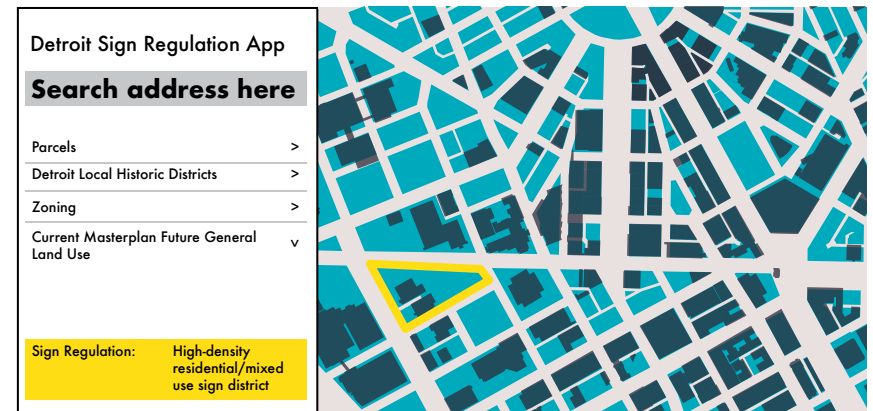 Detroit Sign Regulation App
Search address here
Parcels >
Detroit Local Historic Districts >
Zoning >
Current Masterplan Future General
Land Use v
Sign Regulation: High-density
residential/mixed
use sign district